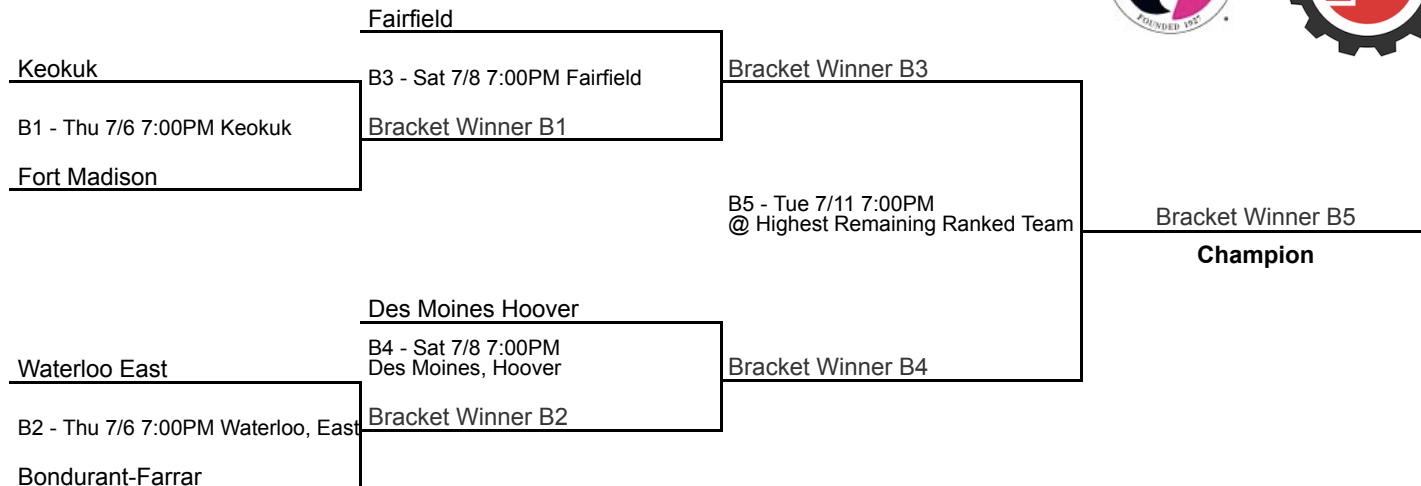 Fairfield
FOUNDED 1927
Keokuk
B3 - Sat 7/8 7:00PM Fairfield
Bracket Winner B3
B1 - Thu 7/6 7:00PM Keokuk
Bracket Winner B1
Fort Madison
B5 - Tue 7/11 7:00PM
@ Highest Remaining Ranked Team
Bracket Winner B5
Champion
Des Moines Hoover
B4 - Sat 7/8 7:00PM
Des Moines, Hoover
Waterloo East
Bracket Winner B4
B2 - Thu 7/6 7:00PM Waterloo, East
Bracket Winner B2
Bondurant-Farrar